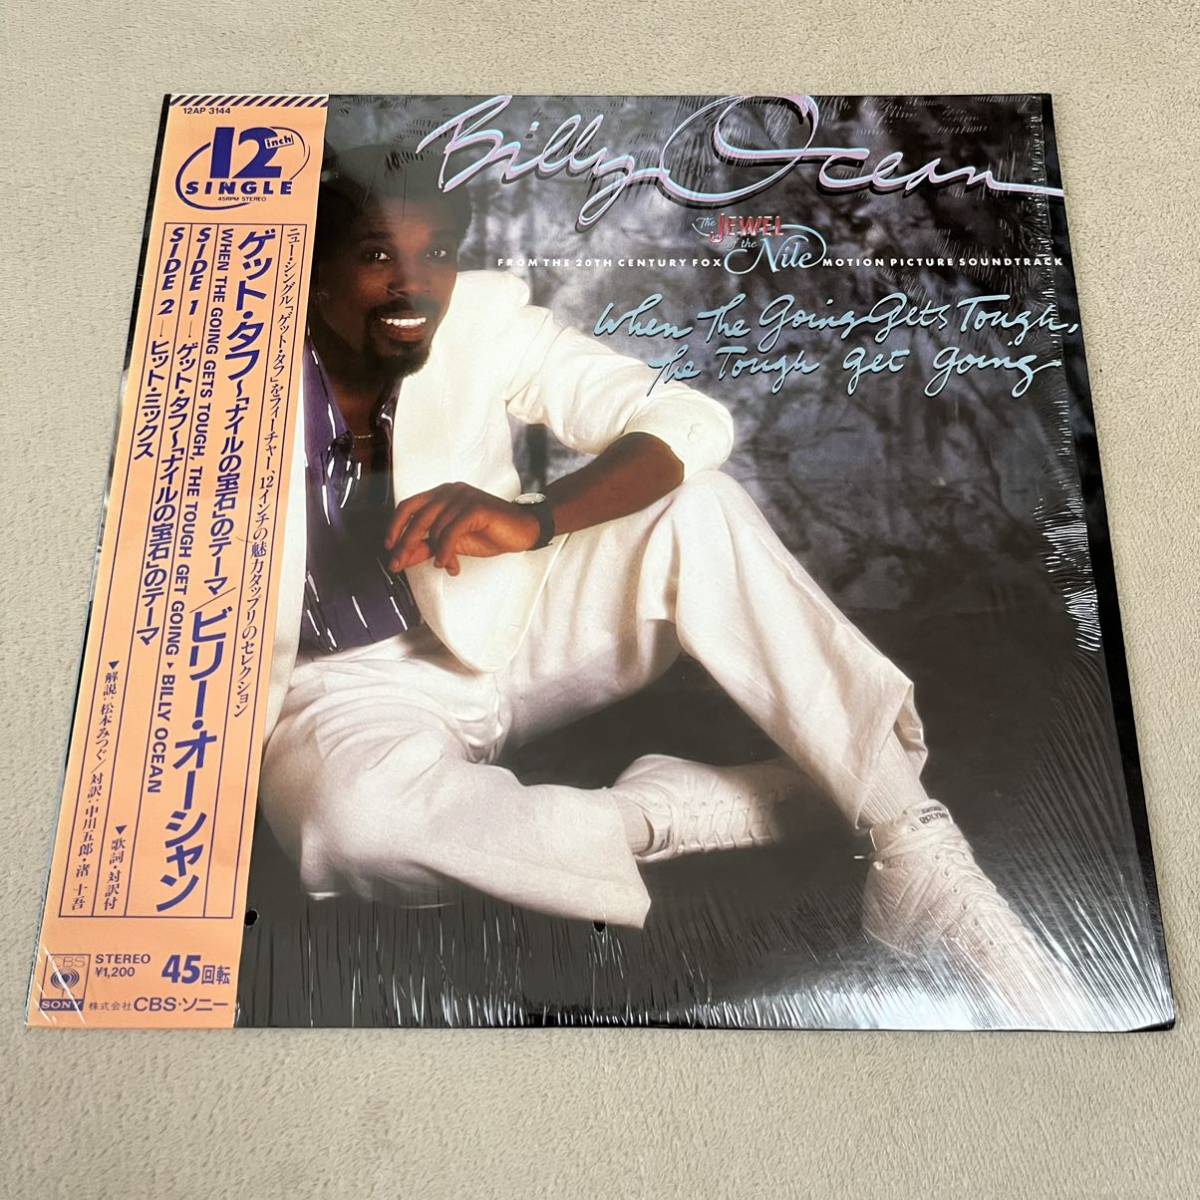 12AP 3144
12 inch
SINGLE
45RPM STEREO
ニュー・シングル「ゲット・タフ」をフィーチャー、12インチの魅力タップリのセレクション
ゲット・タフ〜「ナイルの宝石」のテーマ/ビリー・オーシャン
WHEN THE GOING GETS TOUGH, THE TOUGH GET GOING・BILLY OCEAN
SIDE 1 — ゲット・タフ〜「ナイルの宝石」のテーマ
SIDE 2 — ヒット・ミックス
▼歌詞・対訳付
▼解説:松本みつぐ/対訳:中川五郎・渚 十吾
CBS
SONY
STEREO
¥1,200
45回転
株式会社 CBS・ソニー
Billy Ocean
The JEWEL
of the Nile
FROM THE 20TH CENTURY FOX MOTION PICTURE SOUNDTRACK
When The Going Gets Tough,
The Tough Get Going